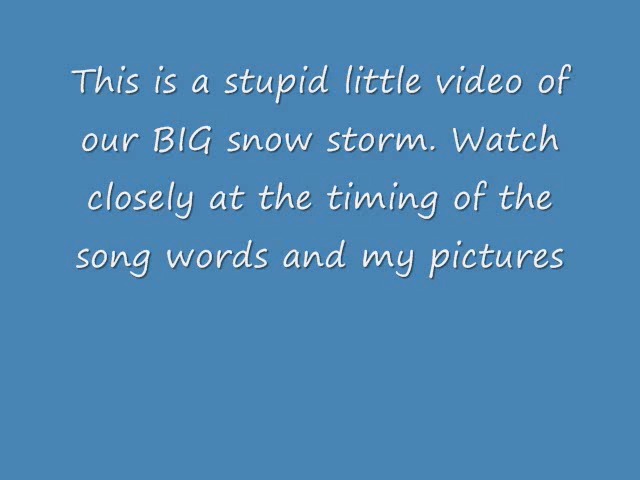 This is a stupid little video of
our BIG snow storm. Watch
closely at the timing of the
song words and my pictures